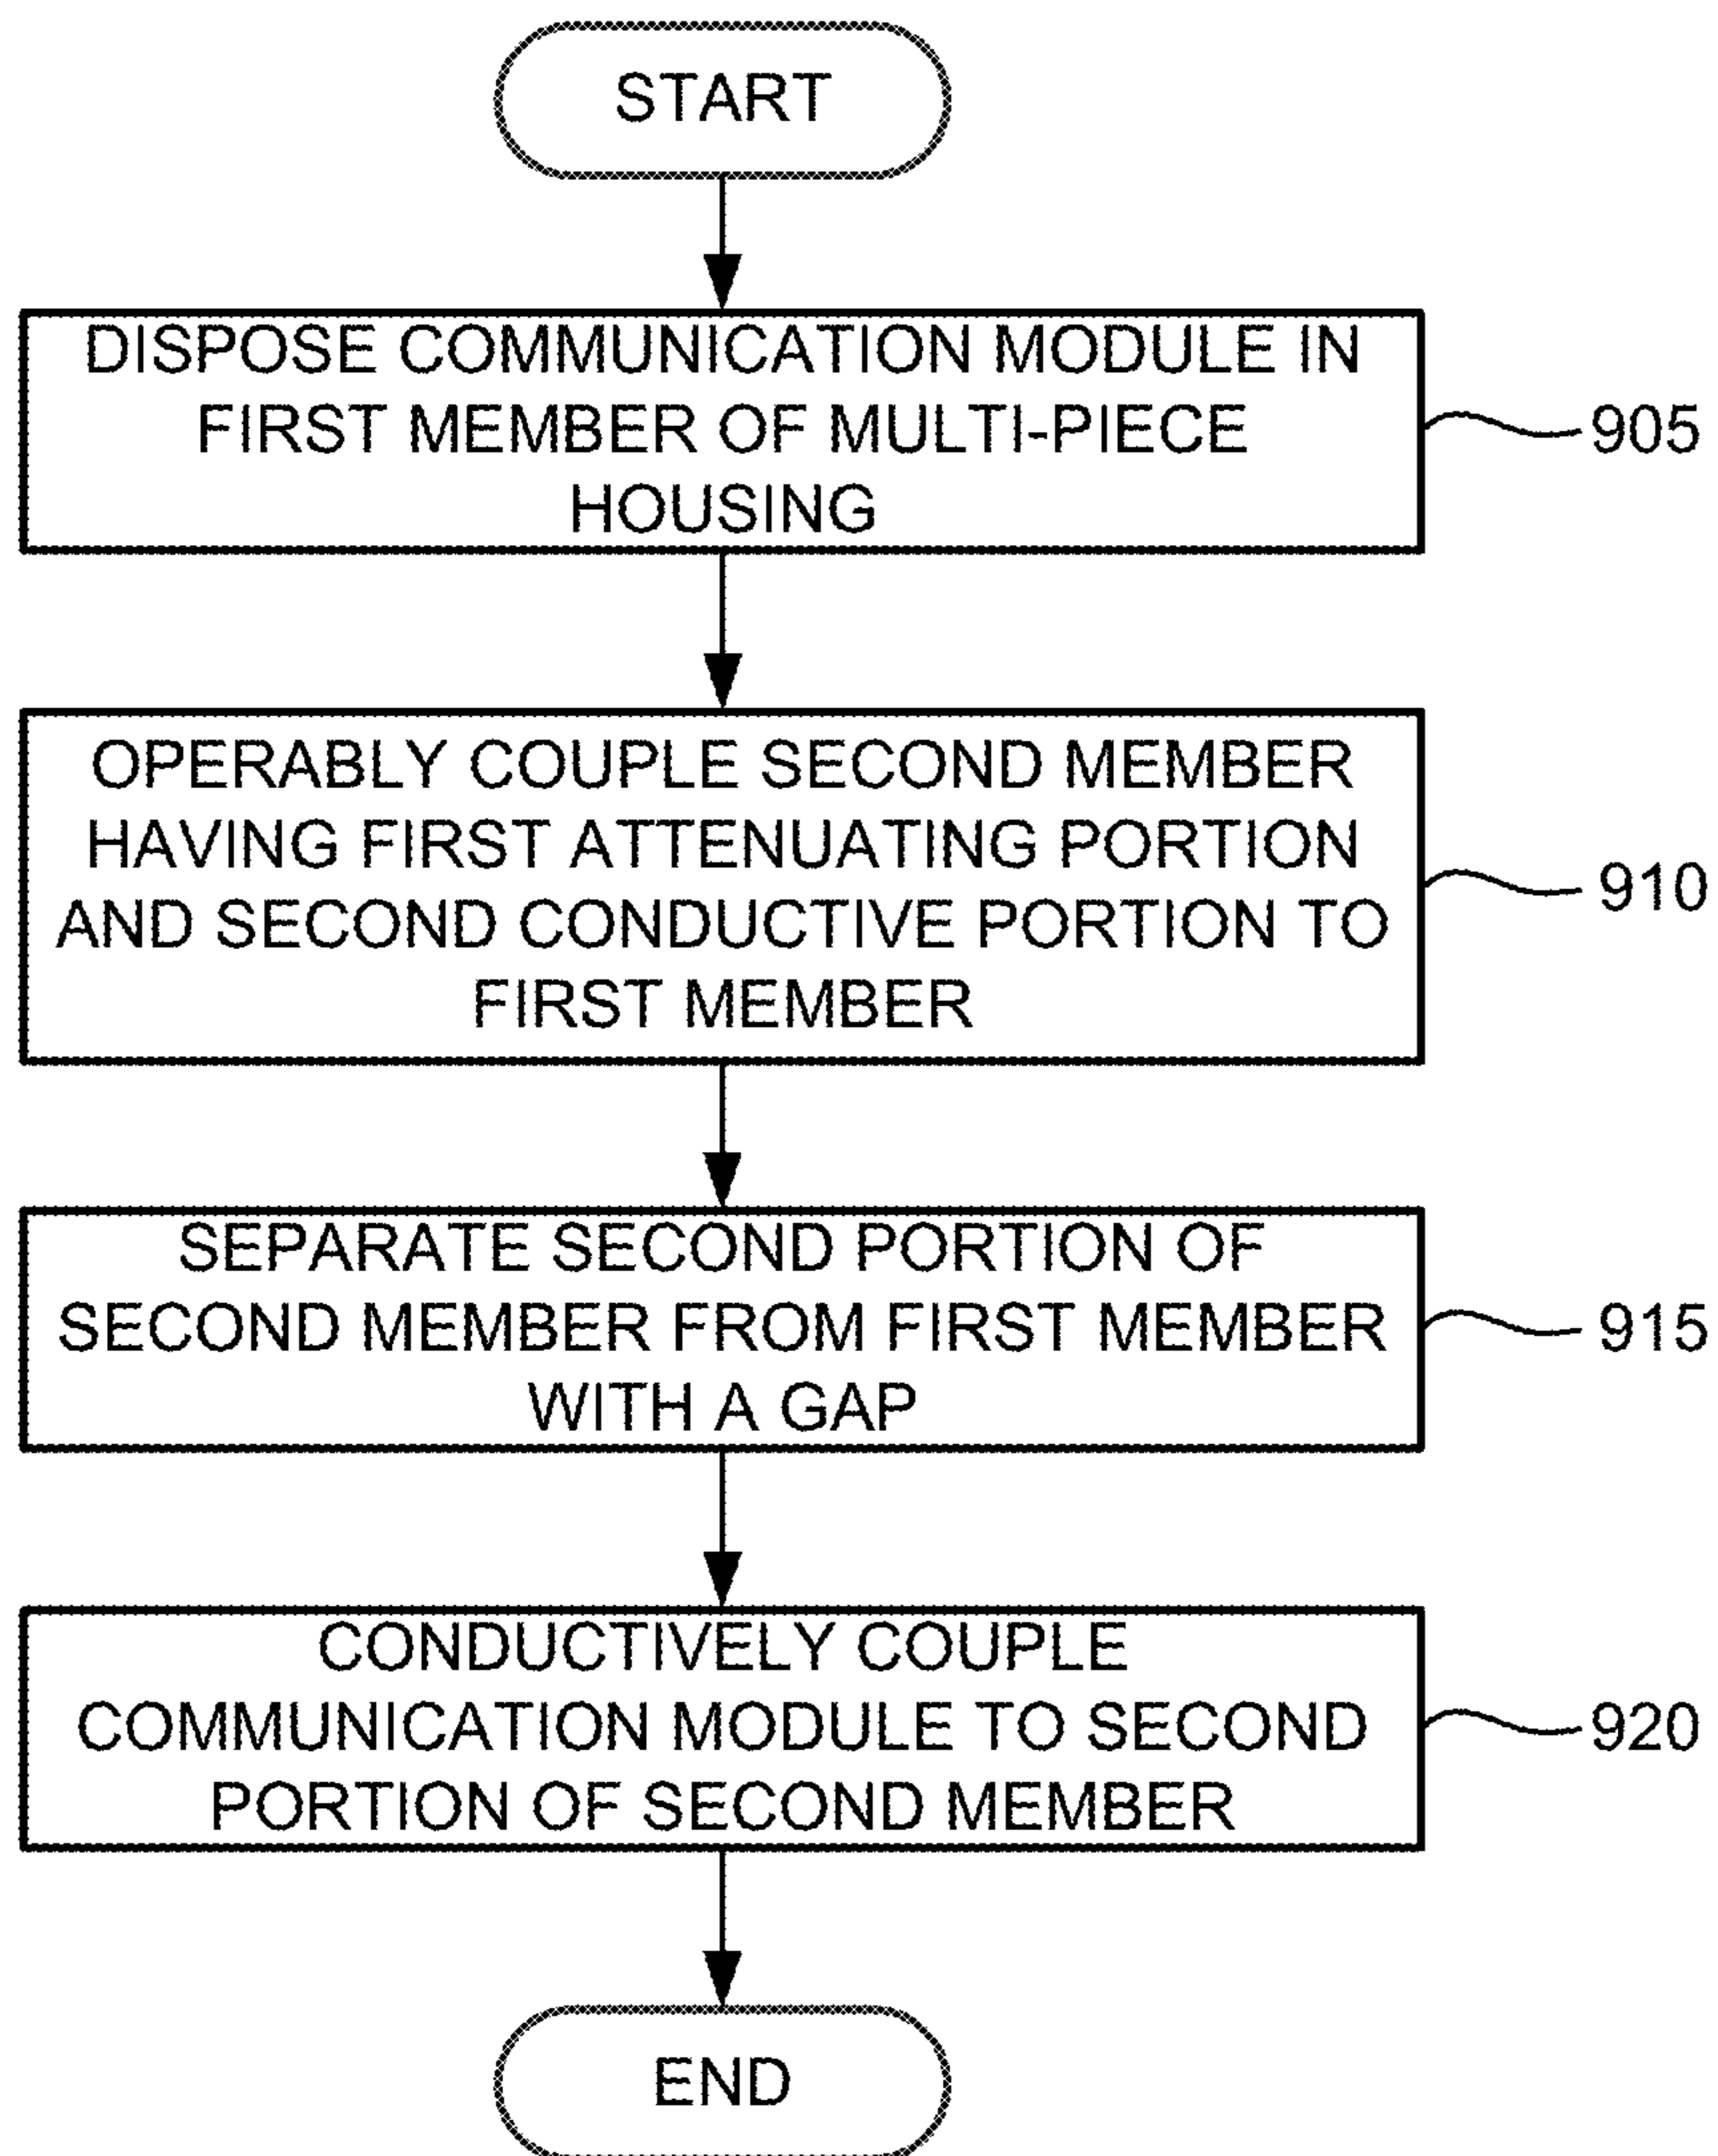 START
DISPOSE COMMUNICATION MODULE IN
FIRST MEMBER OF MULTI-PIECE
HOUSING
905
OPERABLY COUPLE SECOND MEMBER
HAVING FIRST ATTENUATING PORTION
AND SECOND CONDUCTIVE PORTION TO
FIRST MEMBER
910
SEPARATE SECOND PORTION OF
SECOND MEMBER FROM FIRST MEMBER
WITH A GAP
915
CONDUCTIVELY COUPLE
COMMUNICATION MODULE TO SECOND
PORTION OF SECOND MEMBER
920
END